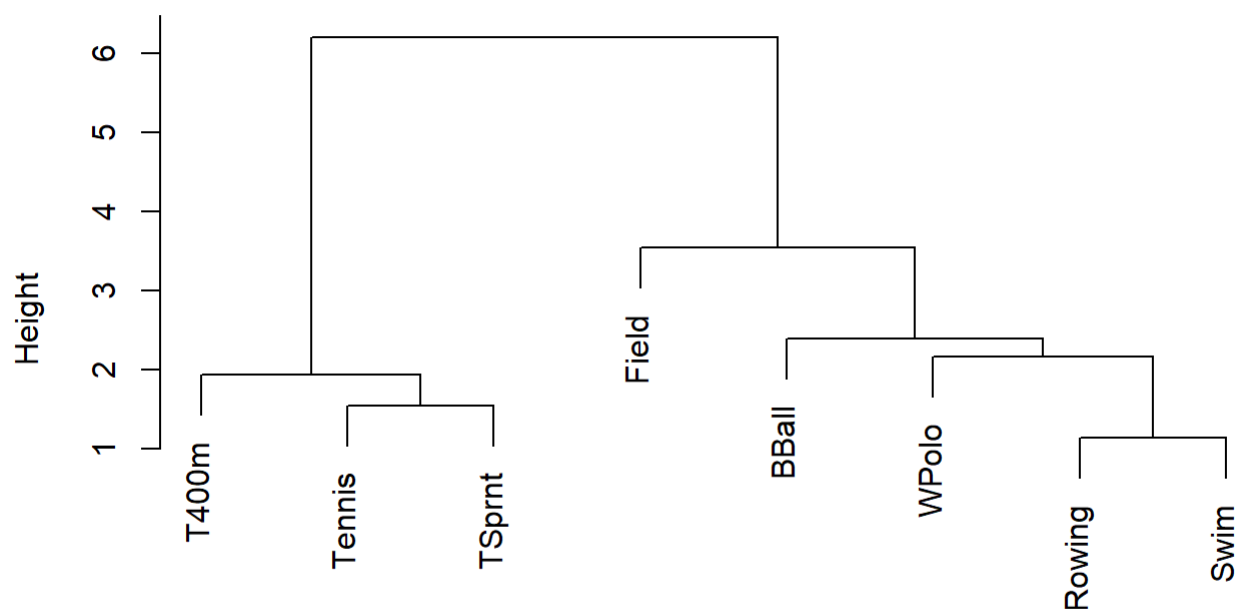 Height
6
5
4
3
2
1
T400m
Tennis
TSprnt
Field
BBall
WPolo
Rowing
Swim